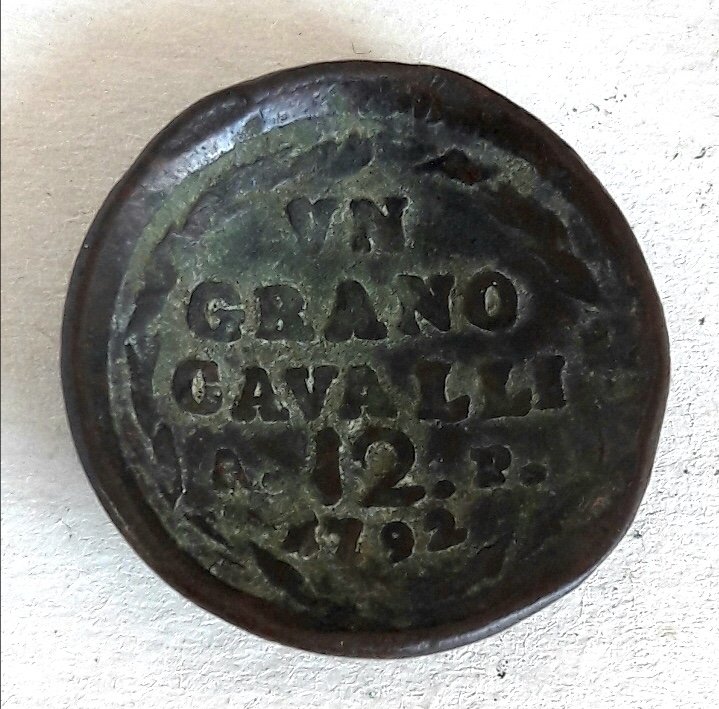 VN
GRANO
CAVALLI
A. 12. P.
1792